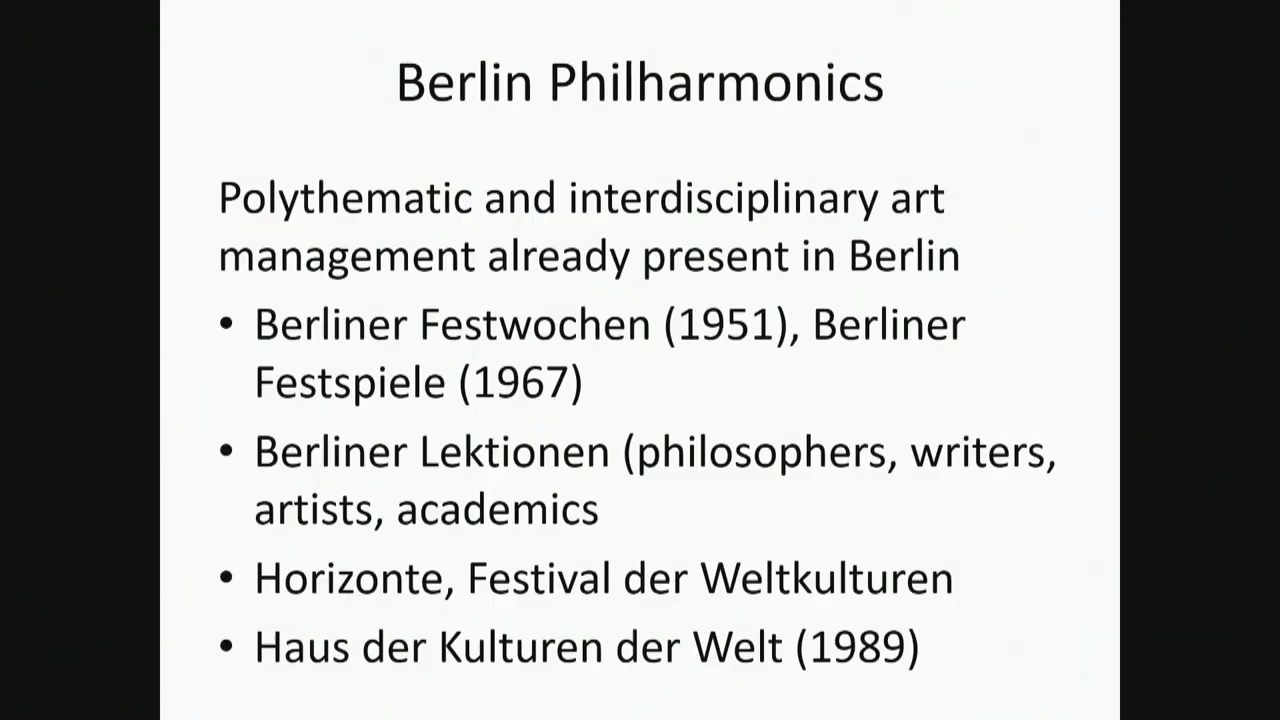 Berlin Philharmonics
Polythematic and interdisciplinary art
management already present in Berlin
• Berliner Festwochen (1951), Berliner
Festspiele (1967)
• Berliner Lektionen (philosophers, writers,
artists, academics
• Horizonte, Festival der Weltkulturen
• Haus der Kulturen der Welt (1989)